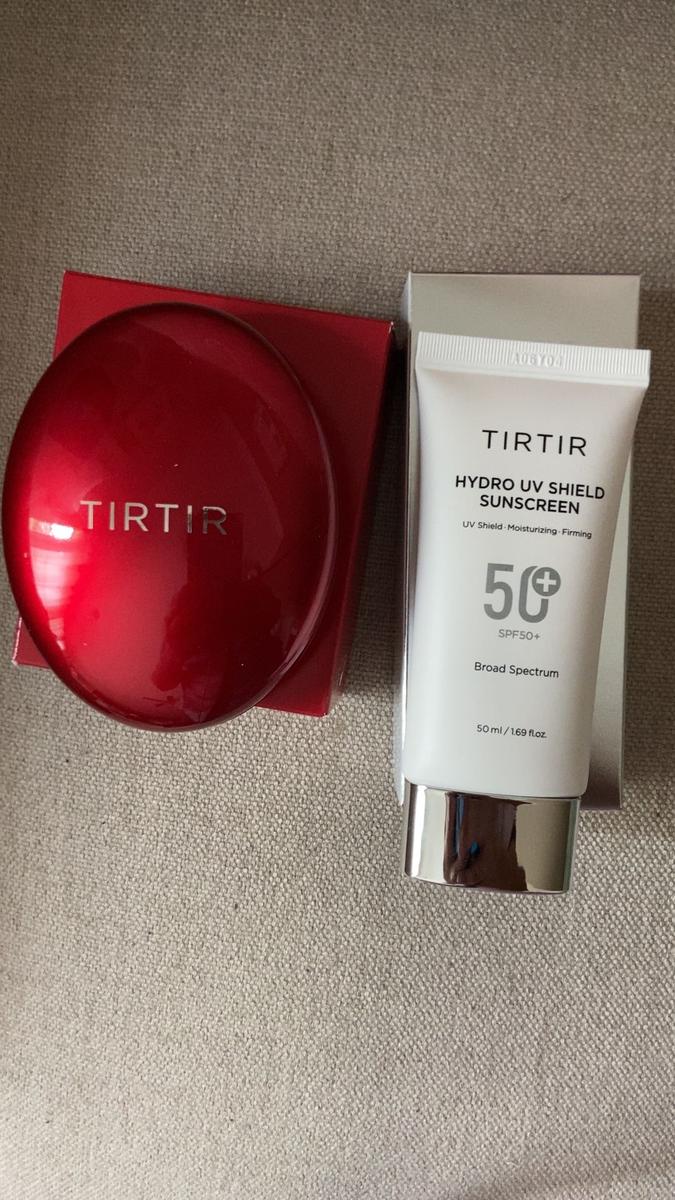 TIRTIR
A06Y04
TIRTIR
HYDRO UV SHIELD
SUNSCREEN
UV Shield · Moisturizing · Firming
50+
SPF50+
Broad Spectrum
50 ml / 1.69 fl.oz.